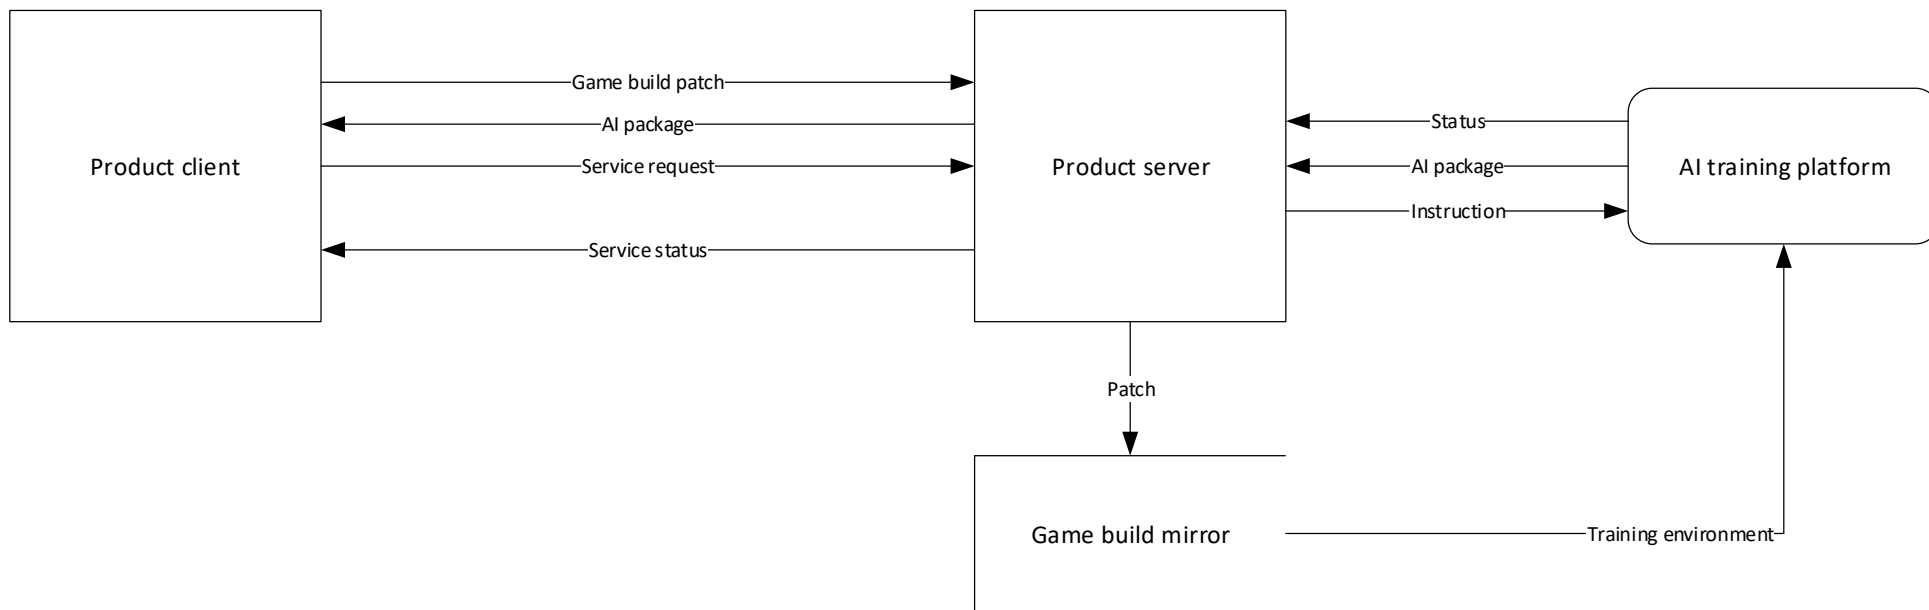 Game build patch
AI package
Service request
Service status
Product client
Product server
Status
AI package
Instruction
AI training platform
Patch
Game build mirror
Training environment